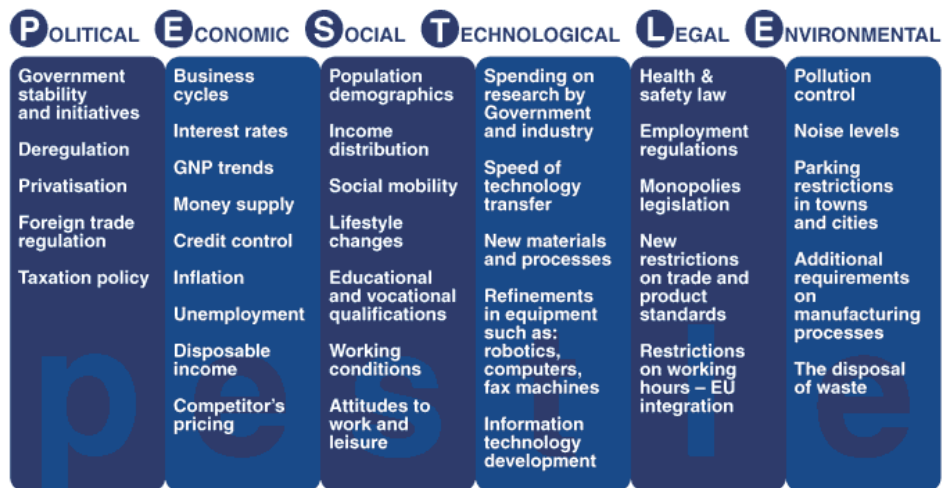 POLITICAL
ECONOMIC
SOCIAL
TECHNOLOGICAL
LEGAL
ENVIRONMENTAL
Government
stability
and initiatives
Deregulation
Privatisation
Foreign trade
regulation
Taxation policy
Business
cycles
Interest rates
GNP trends
Money supply
Credit control
Inflation
Unemployment
Disposable
income
Competitor's
pricing
Population
demographics
Income
distribution
Social mobility
Lifestyle
changes
Educational
and vocational
qualifications
Working
conditions
Attitudes to
work and
leisure
Spending on
research by
Government
and industry
Speed of
technology
transfer
New materials
and processes
Refinements
in equipment
such as:
robotics,
computers,
fax machines
Information
technology
development
Health &
safety law
Employment
regulations
Monopolies
legislation
New
restrictions
on trade and
product
standards
Restrictions
on working
hours – EU
integration
Pollution
control
Noise levels
Parking
restrictions
in towns
and cities
Additional
requirements
on
manufacturing
processes
The disposal
of waste
pestle